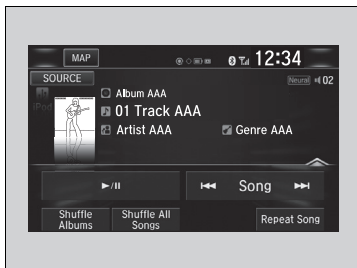 MAP
12:34
SOURCE
Neural
02
iPod
Album AAA
01 Track AAA
Artist AAA
Genre AAA
Song
Shuffle Albums
Shuffle All Songs
Repeat Song